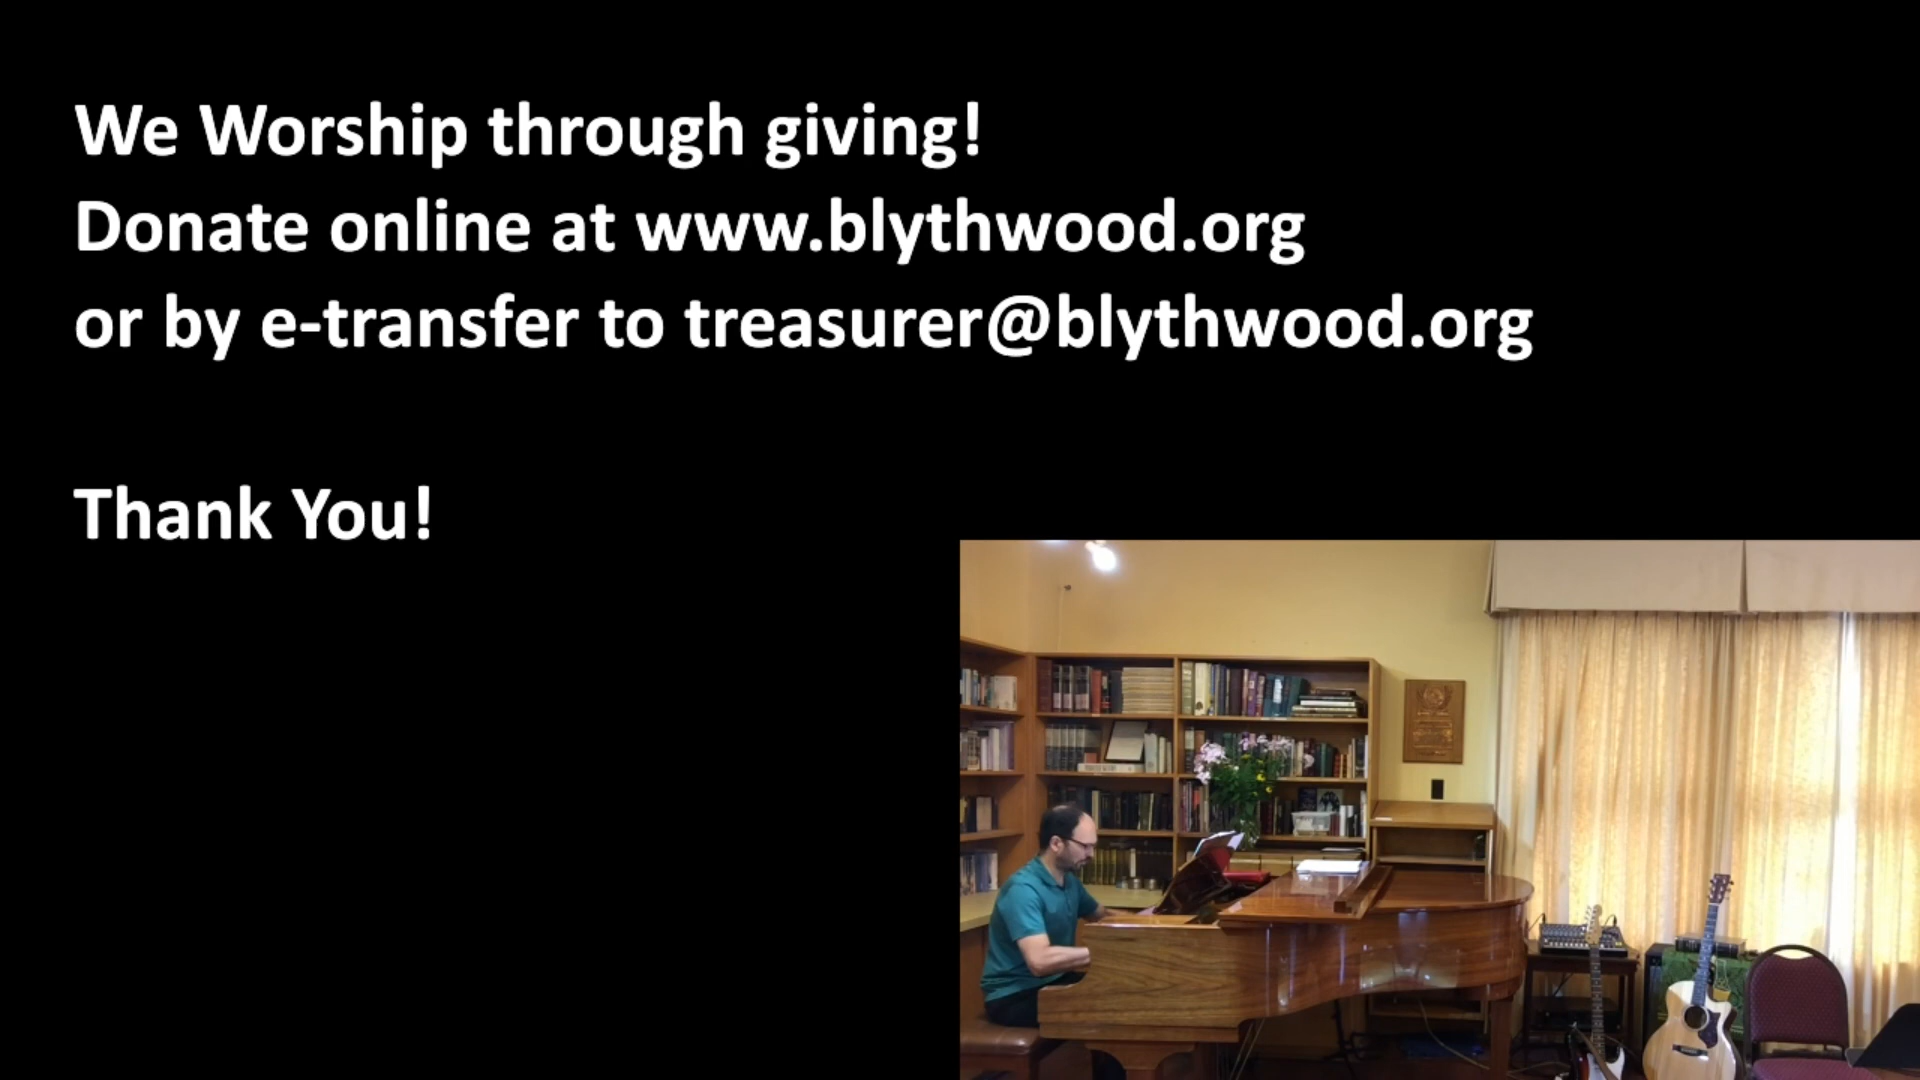 We Worship through giving!
Donate online at www.blythwood.org
or by e-transfer to treasurer@blythwood.org
Thank You!